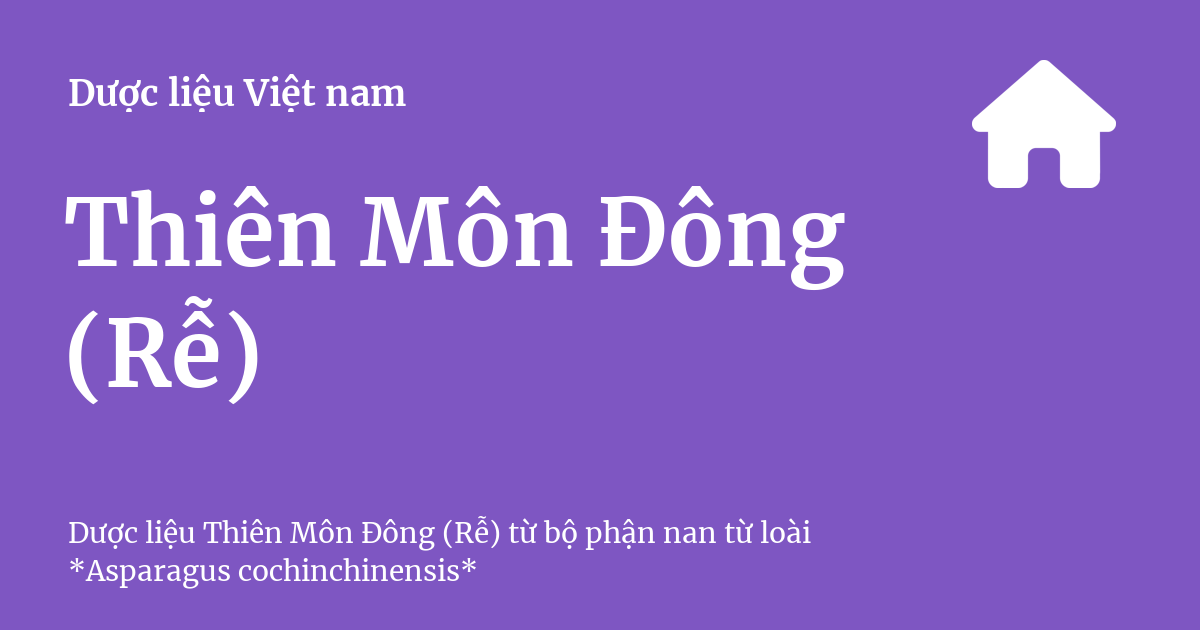 Dược liệu Việt nam
Thiên Môn Đông
(Rễ)
Dược liệu Thiên Môn Đông (Rễ) từ bộ phận nan từ loài
*Asparagus cochinchinensis*